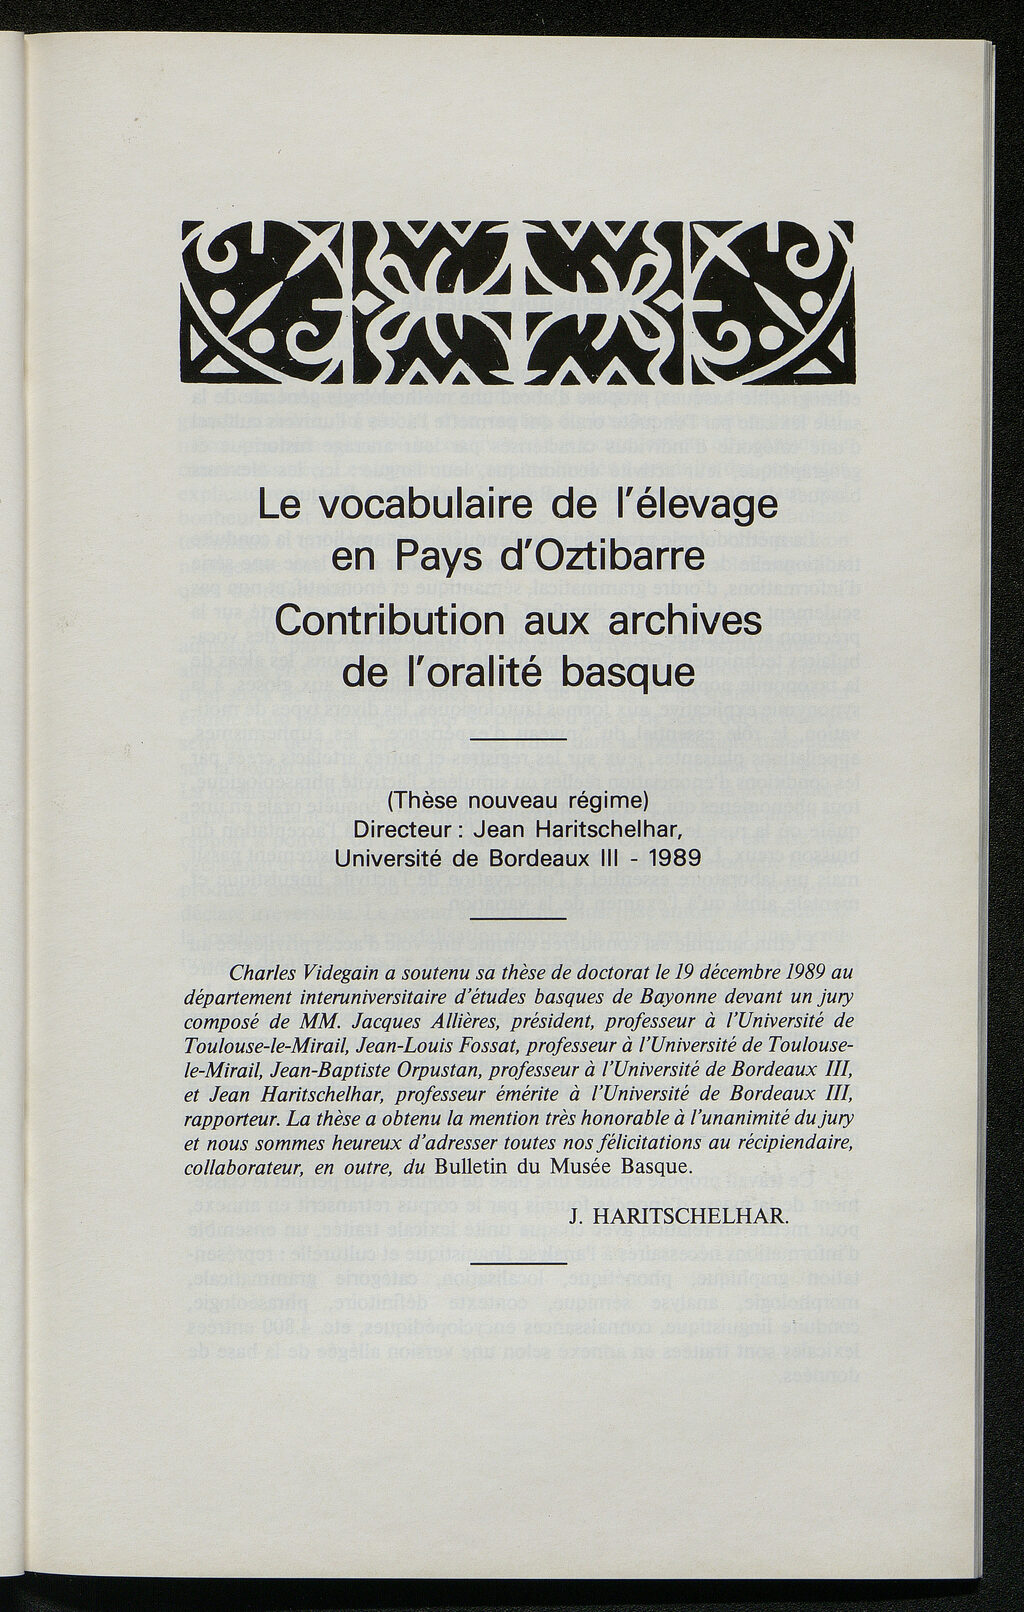 Le vocabulaire de l'élevage
en Pays d'Oztibarre
Contribution aux archives
de l'oralité basque
(Thèse nouveau régime)
Directeur : Jean Haritschelhar,
Université de Bordeaux III - 1989
Charles Videgain a soutenu sa thèse de doctorat le 19 décembre 1989 au
département interuniversitaire d'études basques de Bayonne devant un jury
composé de MM. Jacques Allières, président, professeur à l'Université de
Toulouse-le-Mirail, Jean-Louis Fossat, professeur à l'Université de Toulouse-
le-Mirail, Jean-Baptiste Orpustan, professeur à l'Université de Bordeaux III,
et Jean Haritschelhar, professeur émérite à l'Université de Bordeaux III,
rapporteur. La thèse a obtenu la mention très honorable à l'unanimité du jury
et nous sommes heureux d'adresser toutes nos félicitations au récipiendaire,
collaborateur, en outre, du Bulletin du Musée Basque.
J. HARITSCHELHAR.